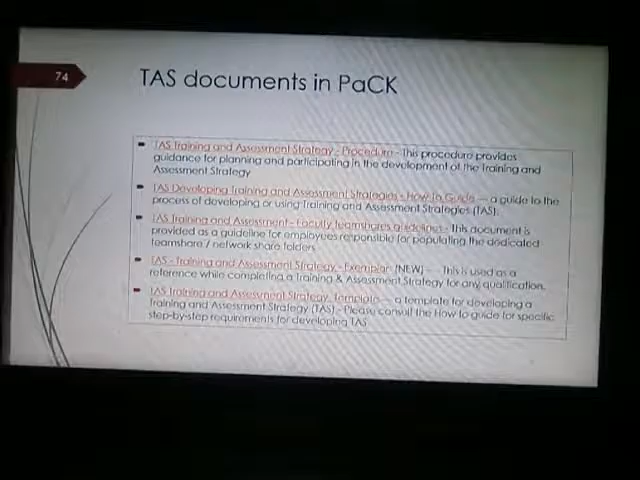 74
TAS documents in PaCK
TAS Training and Assessment Strategy - Procedure - This procedure provides
guidance for planning and participating in the development of the Training and
Assessment Strategy
TAS Developing Training and Assessment Strategies - How To Guide — a guide to the
process of developing or using Training and Assessment Strategies (TAS).
TAS Training and Assessment - Faculty teamshares guidelines - This document is
provided as a guideline for employees responsible for populating the dedicated
teamshare / network share folders
TAS - Training and Assessment Strategy - Exemplar (NEW) — This is used as a
reference while completing a Training & Assessment Strategy for any qualification.
TAS Training and Assessment Strategy Template — a template for developing a
Training and Assessment Strategy (TAS) - Please consult the How to guide for specific
step-by-step requirements for developing TAS